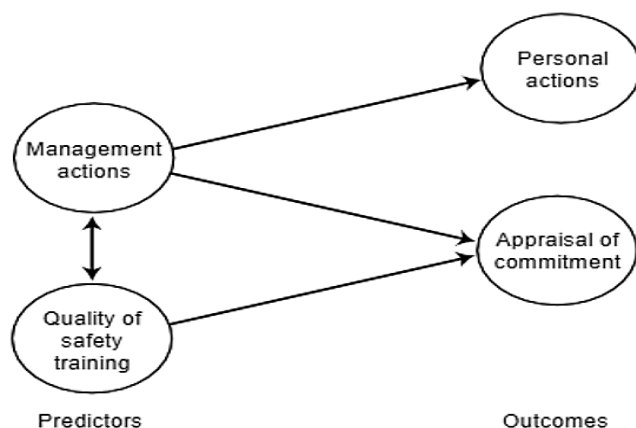 Personal
actions
Management
actions
Appraisal of
commitment
Quality of
safety
training
Predictors
Outcomes